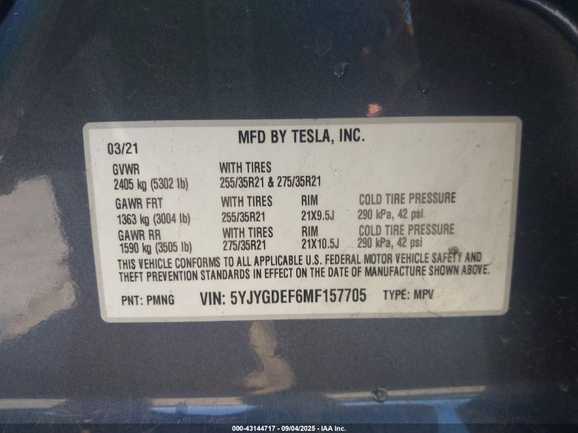 MFD BY TESLA, INC.
03/21
GVWR WITH TIRES
2405 kg (5302 lb) 255/35R21 & 275/35R21
GAWR FRT WITH TIRES RIM COLD TIRE PRESSURE
1363 kg (3004 lb) 255/35R21 21X9.5J 290 kPa, 42 psi
GAWR RR WITH TIRES RIM COLD TIRE PRESSURE
1590 kg (3505 lb) 275/35R21 21X10.5J 290 kPa, 42 psi
THIS VEHICLE CONFORMS TO ALL APPLICABLE U.S. FEDERAL MOTOR VEHICLE SAFETY AND
THEFT PREVENTION STANDARDS IN EFFECT ON THE DATE OF MANUFACTURE SHOWN ABOVE.
PNT: PMNG VIN: 5YJYGDEF6MF157705 TYPE: MPV
000-43144717 - 09/04/2025 - IAA Inc.